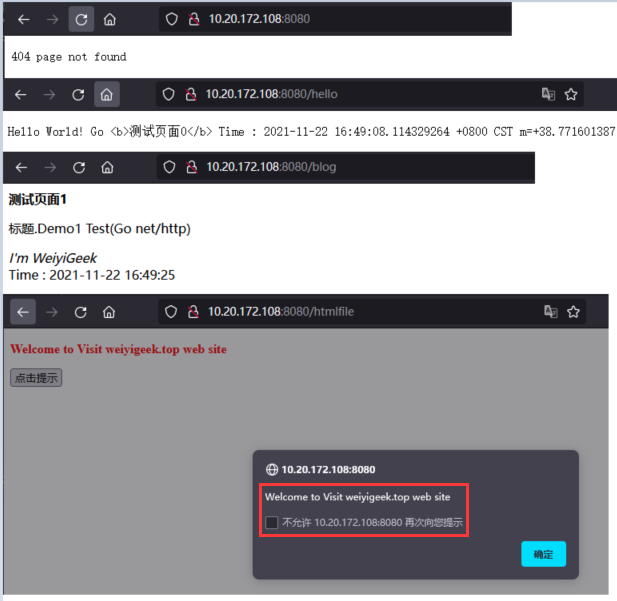 10.20.172.108:8080
404 page not found
10.20.172.108:8080/hello
Hello World! Go <b>测试页面0</b> Time : 2021-11-22 16:49:08.114329264 +0800 CST m=+38.771601387
10.20.172.108:8080/blog
测试页面1
标题.Demo1 Test(Go net/http)
I'm WeiyiGeek
Time : 2021-11-22 16:49:25
10.20.172.108:8080/htmlfile
Welcome to Visit weiyigeek.top web site
点击提示
10.20.172.108:8080
Welcome to Visit weiyigeek.top web site
不允许 10.20.172.108:8080 再次向您提示
确定